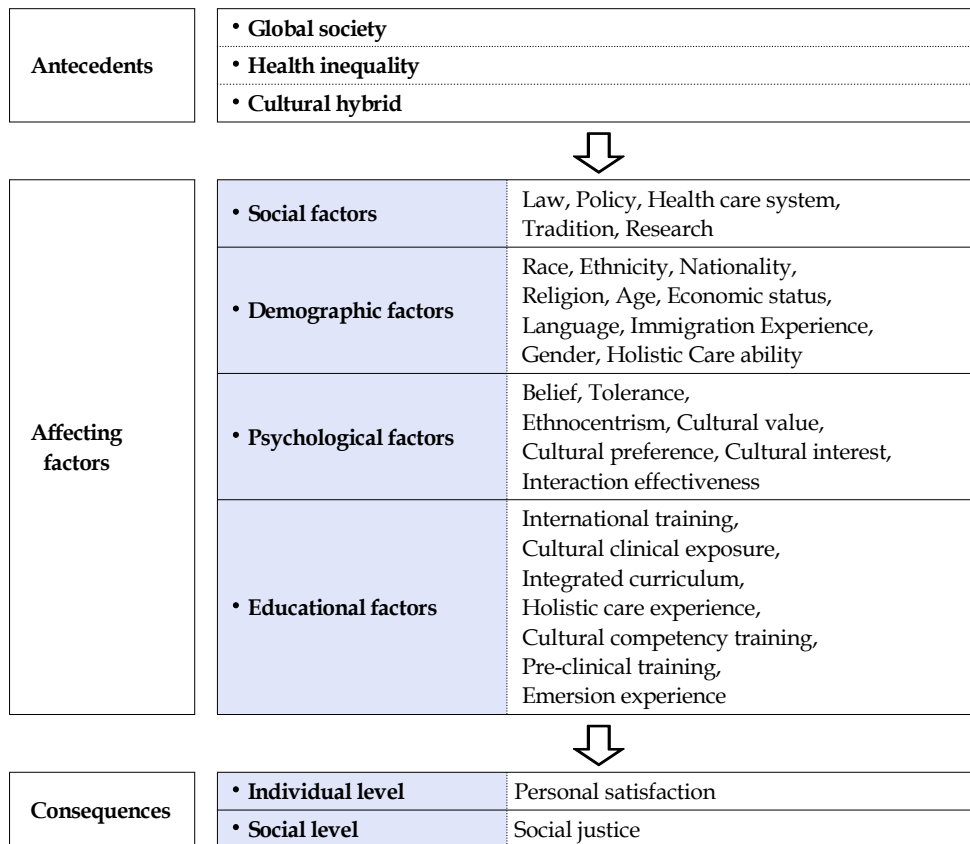 Antecedents
• Global society
• Health inequality
• Cultural hybrid
Affecting
factors
• Social factors
Law, Policy, Health care system,
Tradition, Research
• Demographic factors
Race, Ethnicity, Nationality,
Religion, Age, Economic status,
Language, Immigration Experience,
Gender, Holistic Care ability
• Psychological factors
Belief, Tolerance,
Ethnocentrism, Cultural value,
Cultural preference, Cultural interest,
Interaction effectiveness
• Educational factors
International training,
Cultural clinical exposure,
Integrated curriculum,
Holistic care experience,
Cultural competency training,
Pre-clinical training,
Emersion experience
Consequences
• Individual level
Personal satisfaction
• Social level
Social justice